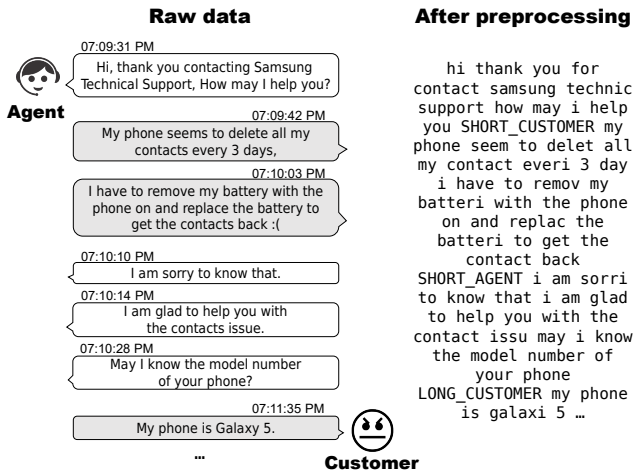 Raw data
07:09:31 PM
Hi, thank you contacting Samsung
Technical Support, How may I help you?
Agent
07:09:42 PM
My phone seems to delete all my
contacts every 3 days,
07:10:03 PM
I have to remove my battery with the
phone on and replace the battery to
get the contacts back :(
07:10:10 PM
I am sorry to know that.
07:10:14 PM
I am glad to help you with
the contacts issue.
07:10:28 PM
May I know the model number
of your phone?
07:11:35 PM
My phone is Galaxy 5.
...
Customer
After preprocessing
hi thank you for
contact samsung technic
support how may i help
you SHORT_CUSTOMER my
phone seem to delet all
my contact everi 3 day
i have to remov my
batteri with the phone
on and replac the
batteri to get the
contact back
SHORT_AGENT i am sorri
to know that i am glad
to help you with the
contact issu may i know
the model number of
your phone
LONG_CUSTOMER my phone
is galaxi 5 …